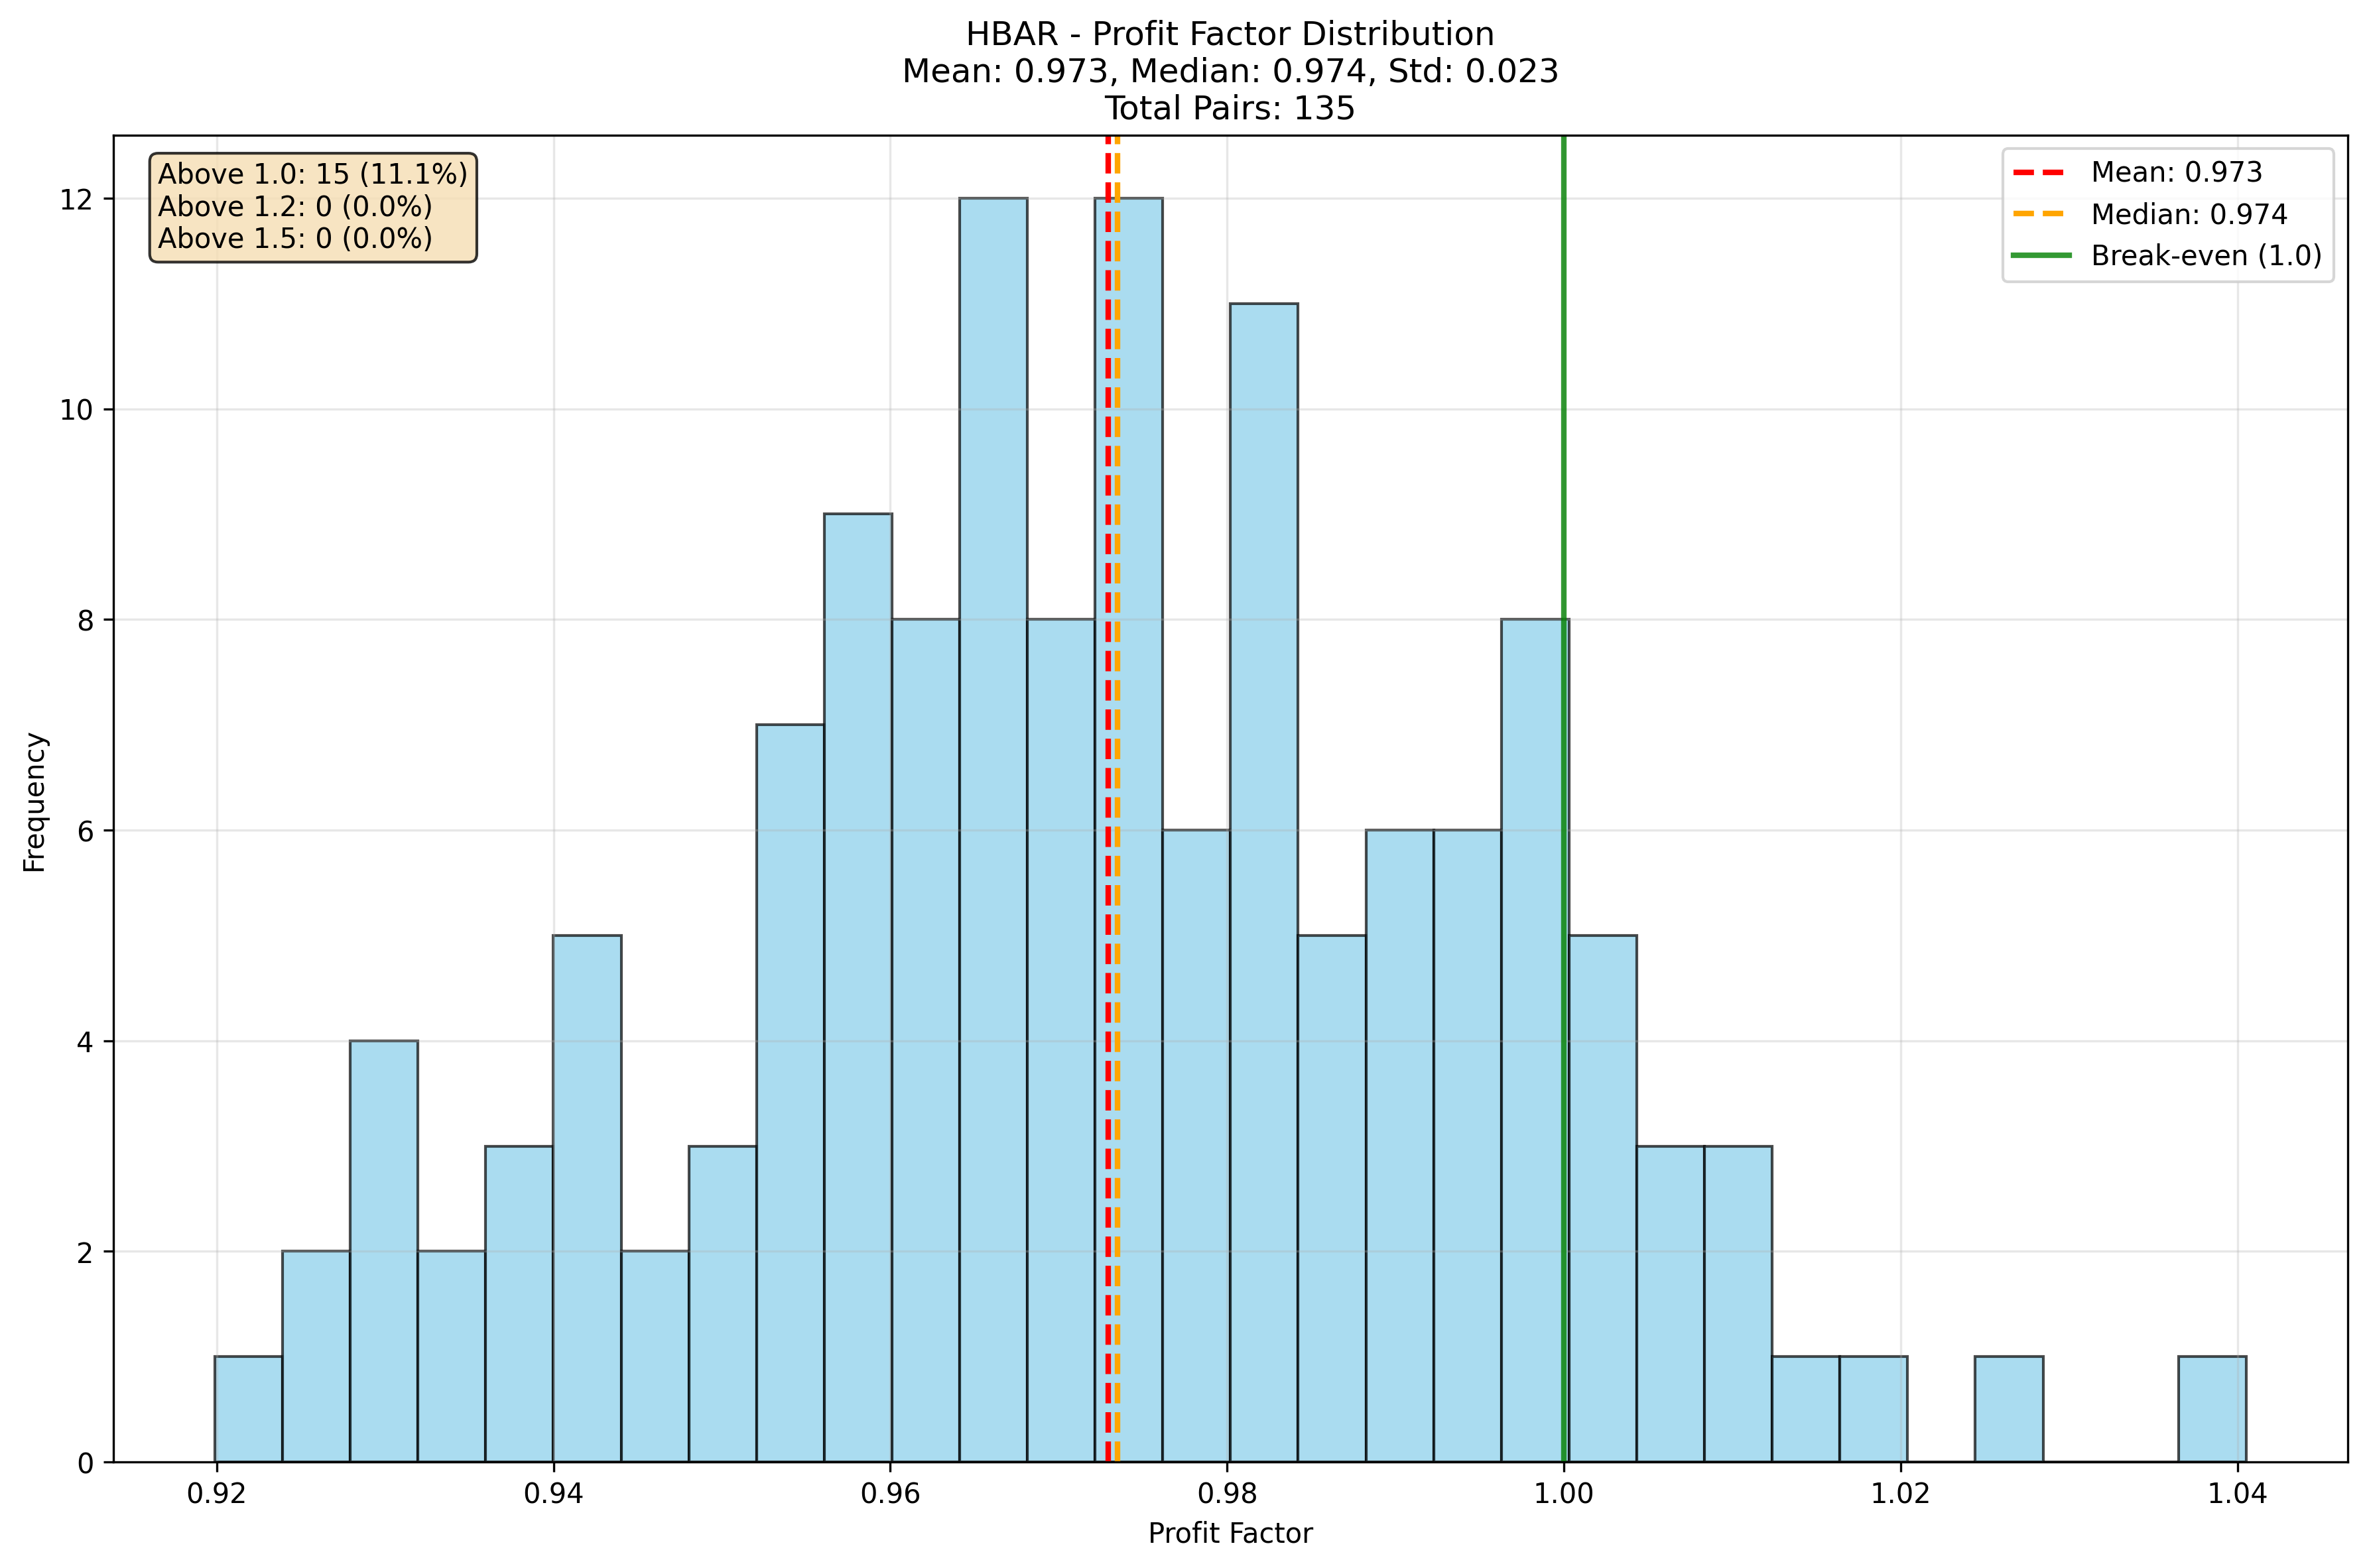 HBAR - Profit Factor Distribution
Mean: 0.973, Median: 0.974, Std: 0.023
Total Pairs: 135
Above 1.0: 15 (11.1%)
Above 1.2: 0 (0.0%)
Above 1.5: 0 (0.0%)
Mean: 0.973
Median: 0.974
Break-even (1.0)
Frequency
12
10
8
6
4
2
0
0.92
0.94
0.96
0.98
1.00
1.02
1.04
Profit Factor